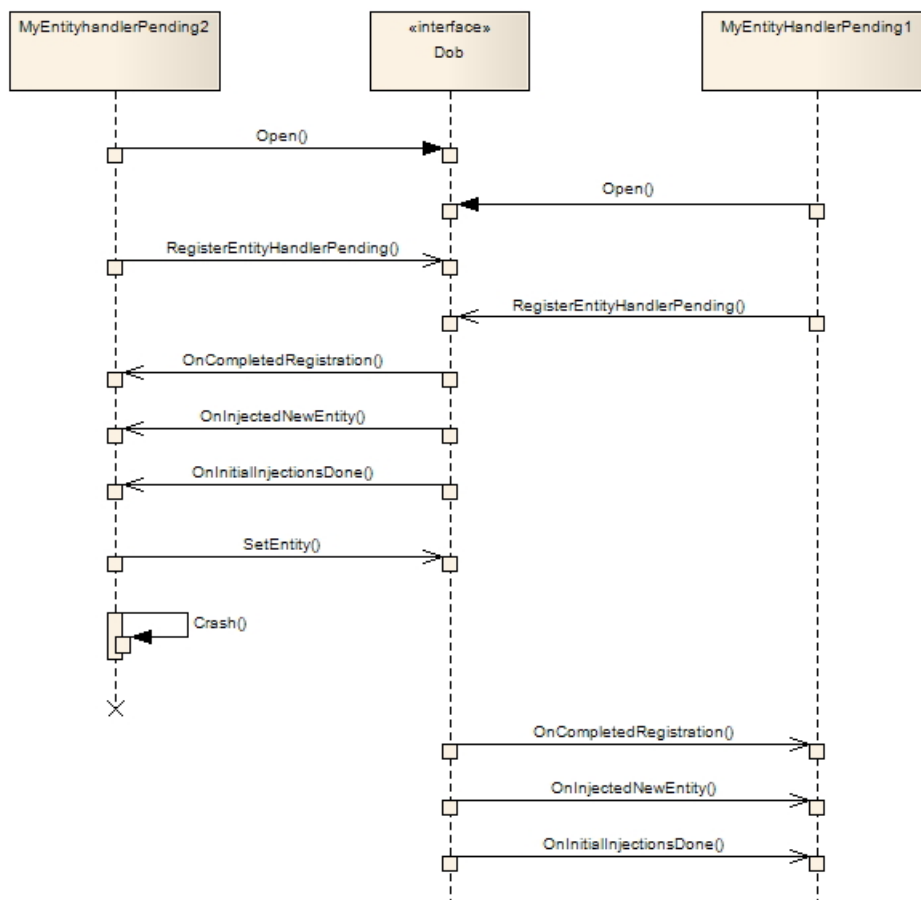 MyEntityhandlerPending2
«interface»
Dob
MyEntityHandlerPending1
Open()
Open()
RegisterEntityHandlerPending()
RegisterEntityHandlerPending()
OnCompletedRegistration()
OnInjectedNewEntity()
OnInitialInjectionsDone()
SetEntity()
Crash()
OnCompletedRegistration()
OnInjectedNewEntity()
OnInitialInjectionsDone()